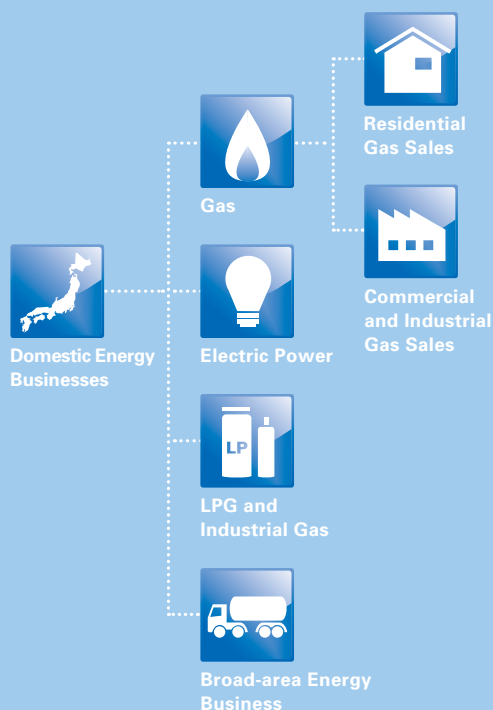 Residential
Gas Sales
Gas
Commercial
and Industrial
Gas Sales
Domestic Energy
Businesses
Electric Power
LP
LPG and
Industrial Gas
Broad-area Energy
Business